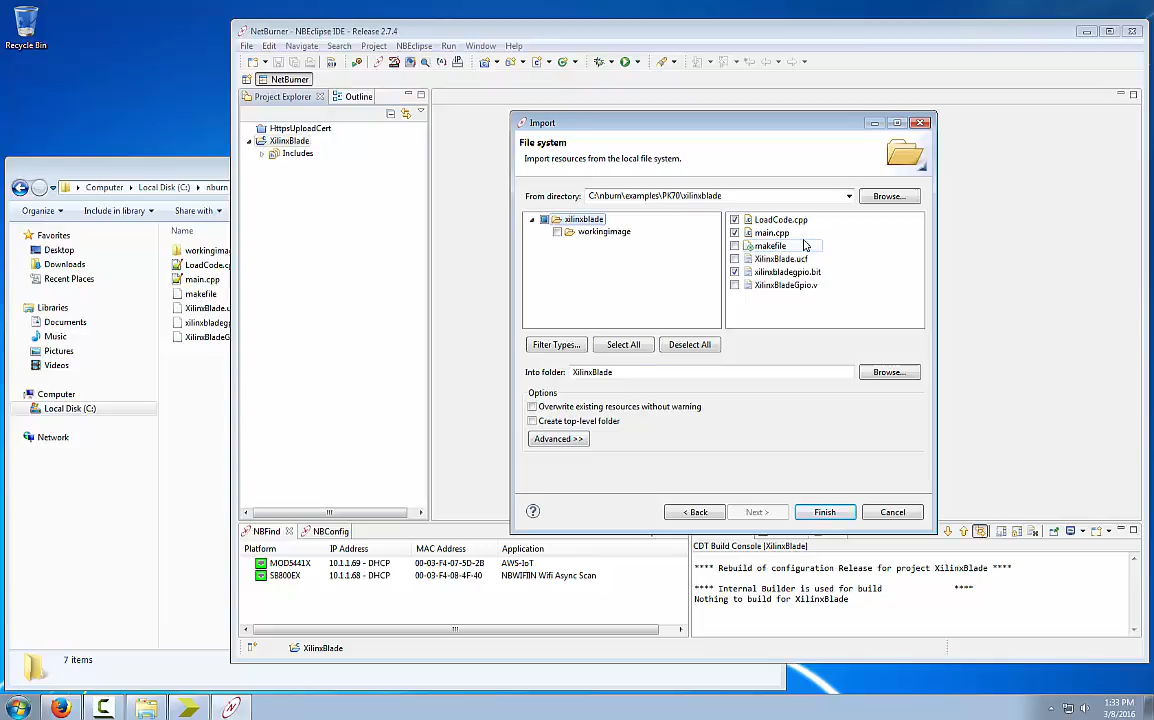 Recycle Bin
NetBurner - NBEclipse IDE - Release 2.7.4
File Edit Navigate Search Project NBEclipse Run Window Help
NetBurner
Project Explorer Outline
HttpsUploadCert
XilinxBlade
Includes
Computer Local Disk (C:) nburn
Organize Include in library Share with
Favorites
Desktop
Downloads
Recent Places
Libraries
Documents
Music
Pictures
Videos
Computer
Local Disk (C:)
Network
Name
workingimage
LoadCode.cp
main.cpp
makefile
XilinxBlade.u
xilinxbladegp
XilinxBladeG
7 items
Import
File system
Import resources from the local file system.
From directory: C:\nburn\examples\PK70\xilinxblade Browse...
xilinxblade
workingimage
LoadCode.cpp
main.cpp
makefile
XilinxBlade.ucf
xilinxbladegpio.bit
XilinxBladeGpio.v
Filter Types... Select All Deselect All
Into folder: XilinxBlade Browse...
Options
Overwrite existing resources without warning
Create top-level folder
Advanced >>
? < Back Next > Finish Cancel
NBFind NBConfig
Platform IP Address MAC Address Application
MOD5441X 10.1.1.69 - DHCP 00-03-F4-07-5D-2B AWS-IoT
SB800EX 10.1.1.68 - DHCP 00-03-F4-08-4F-40 NBWIFIIN Wifi Async Scan
CDT Build Console [XilinxBlade]
**** Rebuild of configuration Release for project XilinxBlade ****
**** Internal Builder is used for build ****
Nothing to build for XilinxBlade
XilinxBlade
1:33 PM
3/8/2016